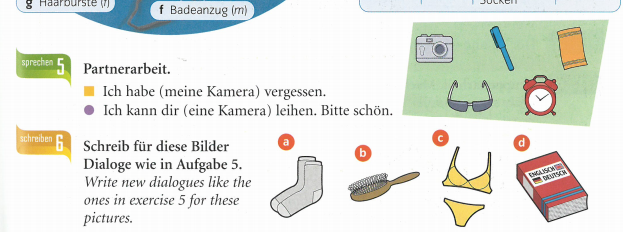 g Haarbürste (f)
f Badeanzug (m)
Socken
sprechen 5
Partnerarbeit.
Ich habe (meine Kamera) vergessen.
Ich kann dir (eine Kamera) leihen. Bitte schön.
schreiben 6
Schreib für diese Bilder
Dialoge wie in Aufgabe 5.
Write new dialogues like the
ones in exercise 5 for these
pictures.
a
b
c
d
ENGLISCH
DEUTSCH